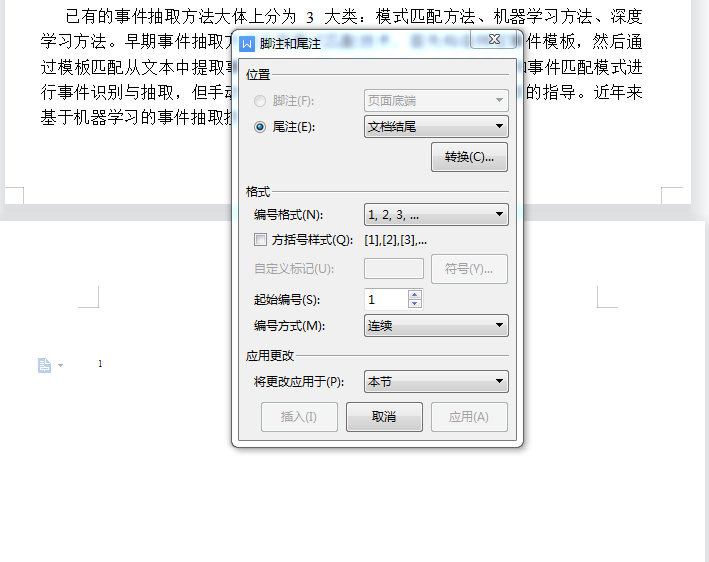 已有的事件抽取方法大体上分为 3 大类：模式匹配方法、机器学习方法、深度
学习方法。早期事件抽取方
件模板，然后通
过模板匹配从文本中提取事
和事件匹配模式进
行事件识别与抽取，但手动
的指导。近年来
基于机器学习的事件抽取技
脚注和尾注
位置
脚注(F): 页面底端
尾注(E): 文档结尾
转换(C)...
格式
编号格式(N): 1, 2, 3, ...
方括号样式(Q): [1],[2],[3],...
自定义标记(U): 符号(Y)...
起始编号(S): 1
编号方式(M): 连续
应用更改
将更改应用于(P): 本节
插入(I) 取消 应用(A)
1